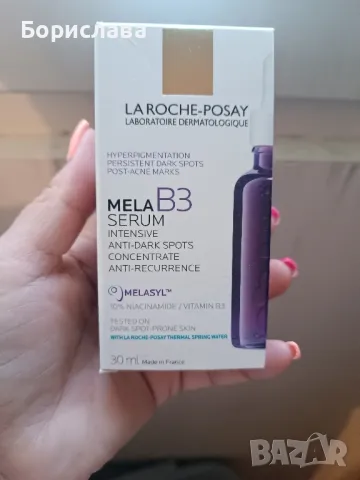 Борислава
LA ROCHE-POSAY
LABORATOIRE DERMATOLOGIQUE
HYPERPIGMENTATION
PERSISTENT DARK SPOTS
POST-ACNE MARKS
MELA B3
SERUM
INTENSIVE
ANTI-DARK SPOTS
CONCENTRATE
ANTI-RECURRENCE
MELASYL™
10% NIACINAMIDE / VITAMIN B3
TESTED ON
DARK SPOT-PRONE SKIN
WITH LA ROCHE-POSAY THERMAL SPRING WATER
30 ml Made in France
BAZAR